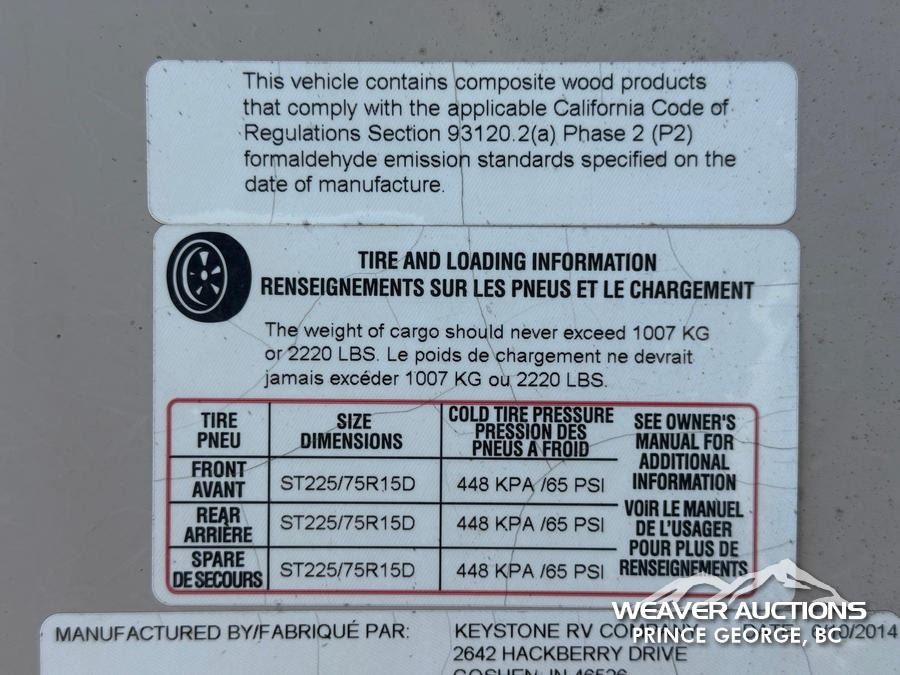 This vehicle contains composite wood products
that comply with the applicable California Code of
Regulations Section 93120.2(a) Phase 2 (P2)
formaldehyde emission standards specified on the
date of manufacture.
TIRE AND LOADING INFORMATION
RENSEIGNEMENTS SUR LES PNEUS ET LE CHARGEMENT
The weight of cargo should never exceed 1007 KG
or 2220 LBS. Le poids de chargement ne devrait
jamais excéder 1007 KG ou 2220 LBS.
TIRE
PNEU
SIZE
DIMENSIONS
COLD TIRE PRESSURE
PRESSION DES
PNEUS A FROID
SEE OWNER'S
MANUAL FOR
ADDITIONAL
INFORMATION
VOIR LE MANUEL
DE L'USAGER
POUR PLUS DE
RENSEIGNEMENTS
FRONT
AVANT
ST225/75R15D
448 KPA /65 PSI
REAR
ARRIÈRE
ST225/75R15D
448 KPA /65 PSI
SPARE
DE SECOURS
ST225/75R15D
448 KPA /65 PSI
WEAVER AUCTIONS
PRINCE GEORGE, BC
MANUFACTURED BY/FABRIQUÉ PAR:
KEYSTONE RV COMPANY
2642 HACKBERRY DRIVE
GOSHEN, IN 46526
DATE: /2014